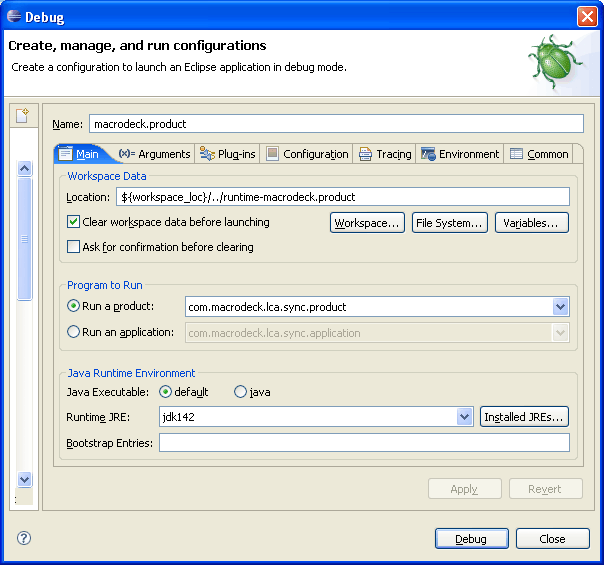 Debug
Create, manage, and run configurations
Create a configuration to launch an Eclipse application in debug mode.
Name: macrodeck.product
Main (x)= Arguments Plug-ins Configuration Tracing Environment Common
Workspace Data
Location: ${workspace_loc}/../runtime-macrodeck.product
Clear workspace data before launching Workspace... File System... Variables...
Ask for confirmation before clearing
Program to Run
Run a product: com.macrodeck.lca.sync.product
Run an application: com.macrodeck.lca.sync.application
Java Runtime Environment
Java Executable: default java
Runtime JRE: jdk142 Installed JREs...
Bootstrap Entries:
Apply Revert
? Debug Close